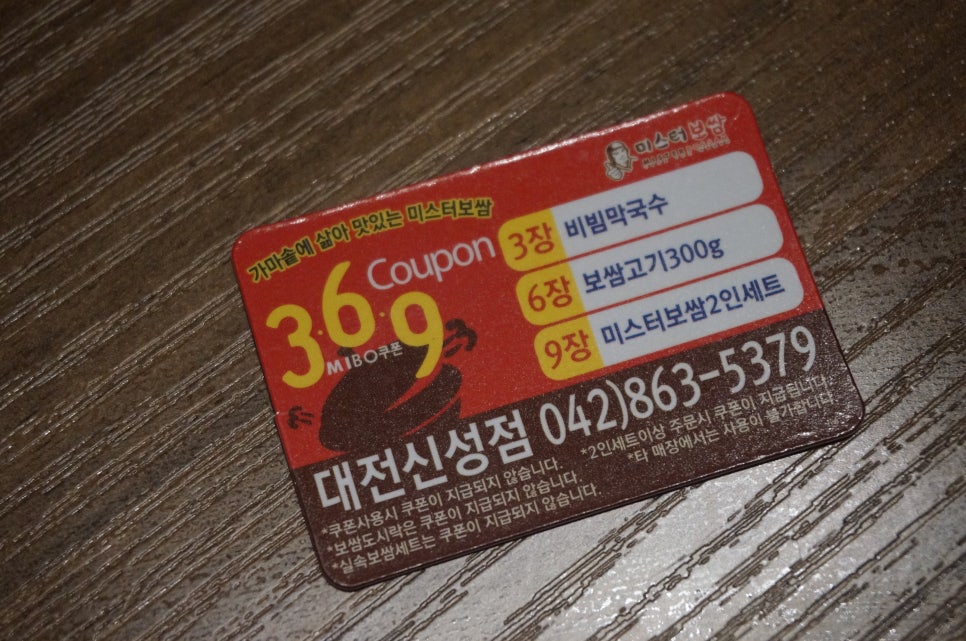 미스터보쌈
가마솥에 삶아 맛있는 미스터보쌈
3·6·9 Coupon
MIBO쿠폰
3장 비빔막국수
6장 보쌈고기300g
9장 미스터보쌈2인세트
대전신성점 042)863-5379
*쿠폰사용시 쿠폰이 지급되지 않습니다.
*보쌈도시락은 쿠폰이 지급되지 않습니다.
*실속보쌈세트는 쿠폰이 지급되지 않습니다.
*2인세트이상 주문시 쿠폰이 지급됩니다.
*타 매장에서는 사용이 불가합니다